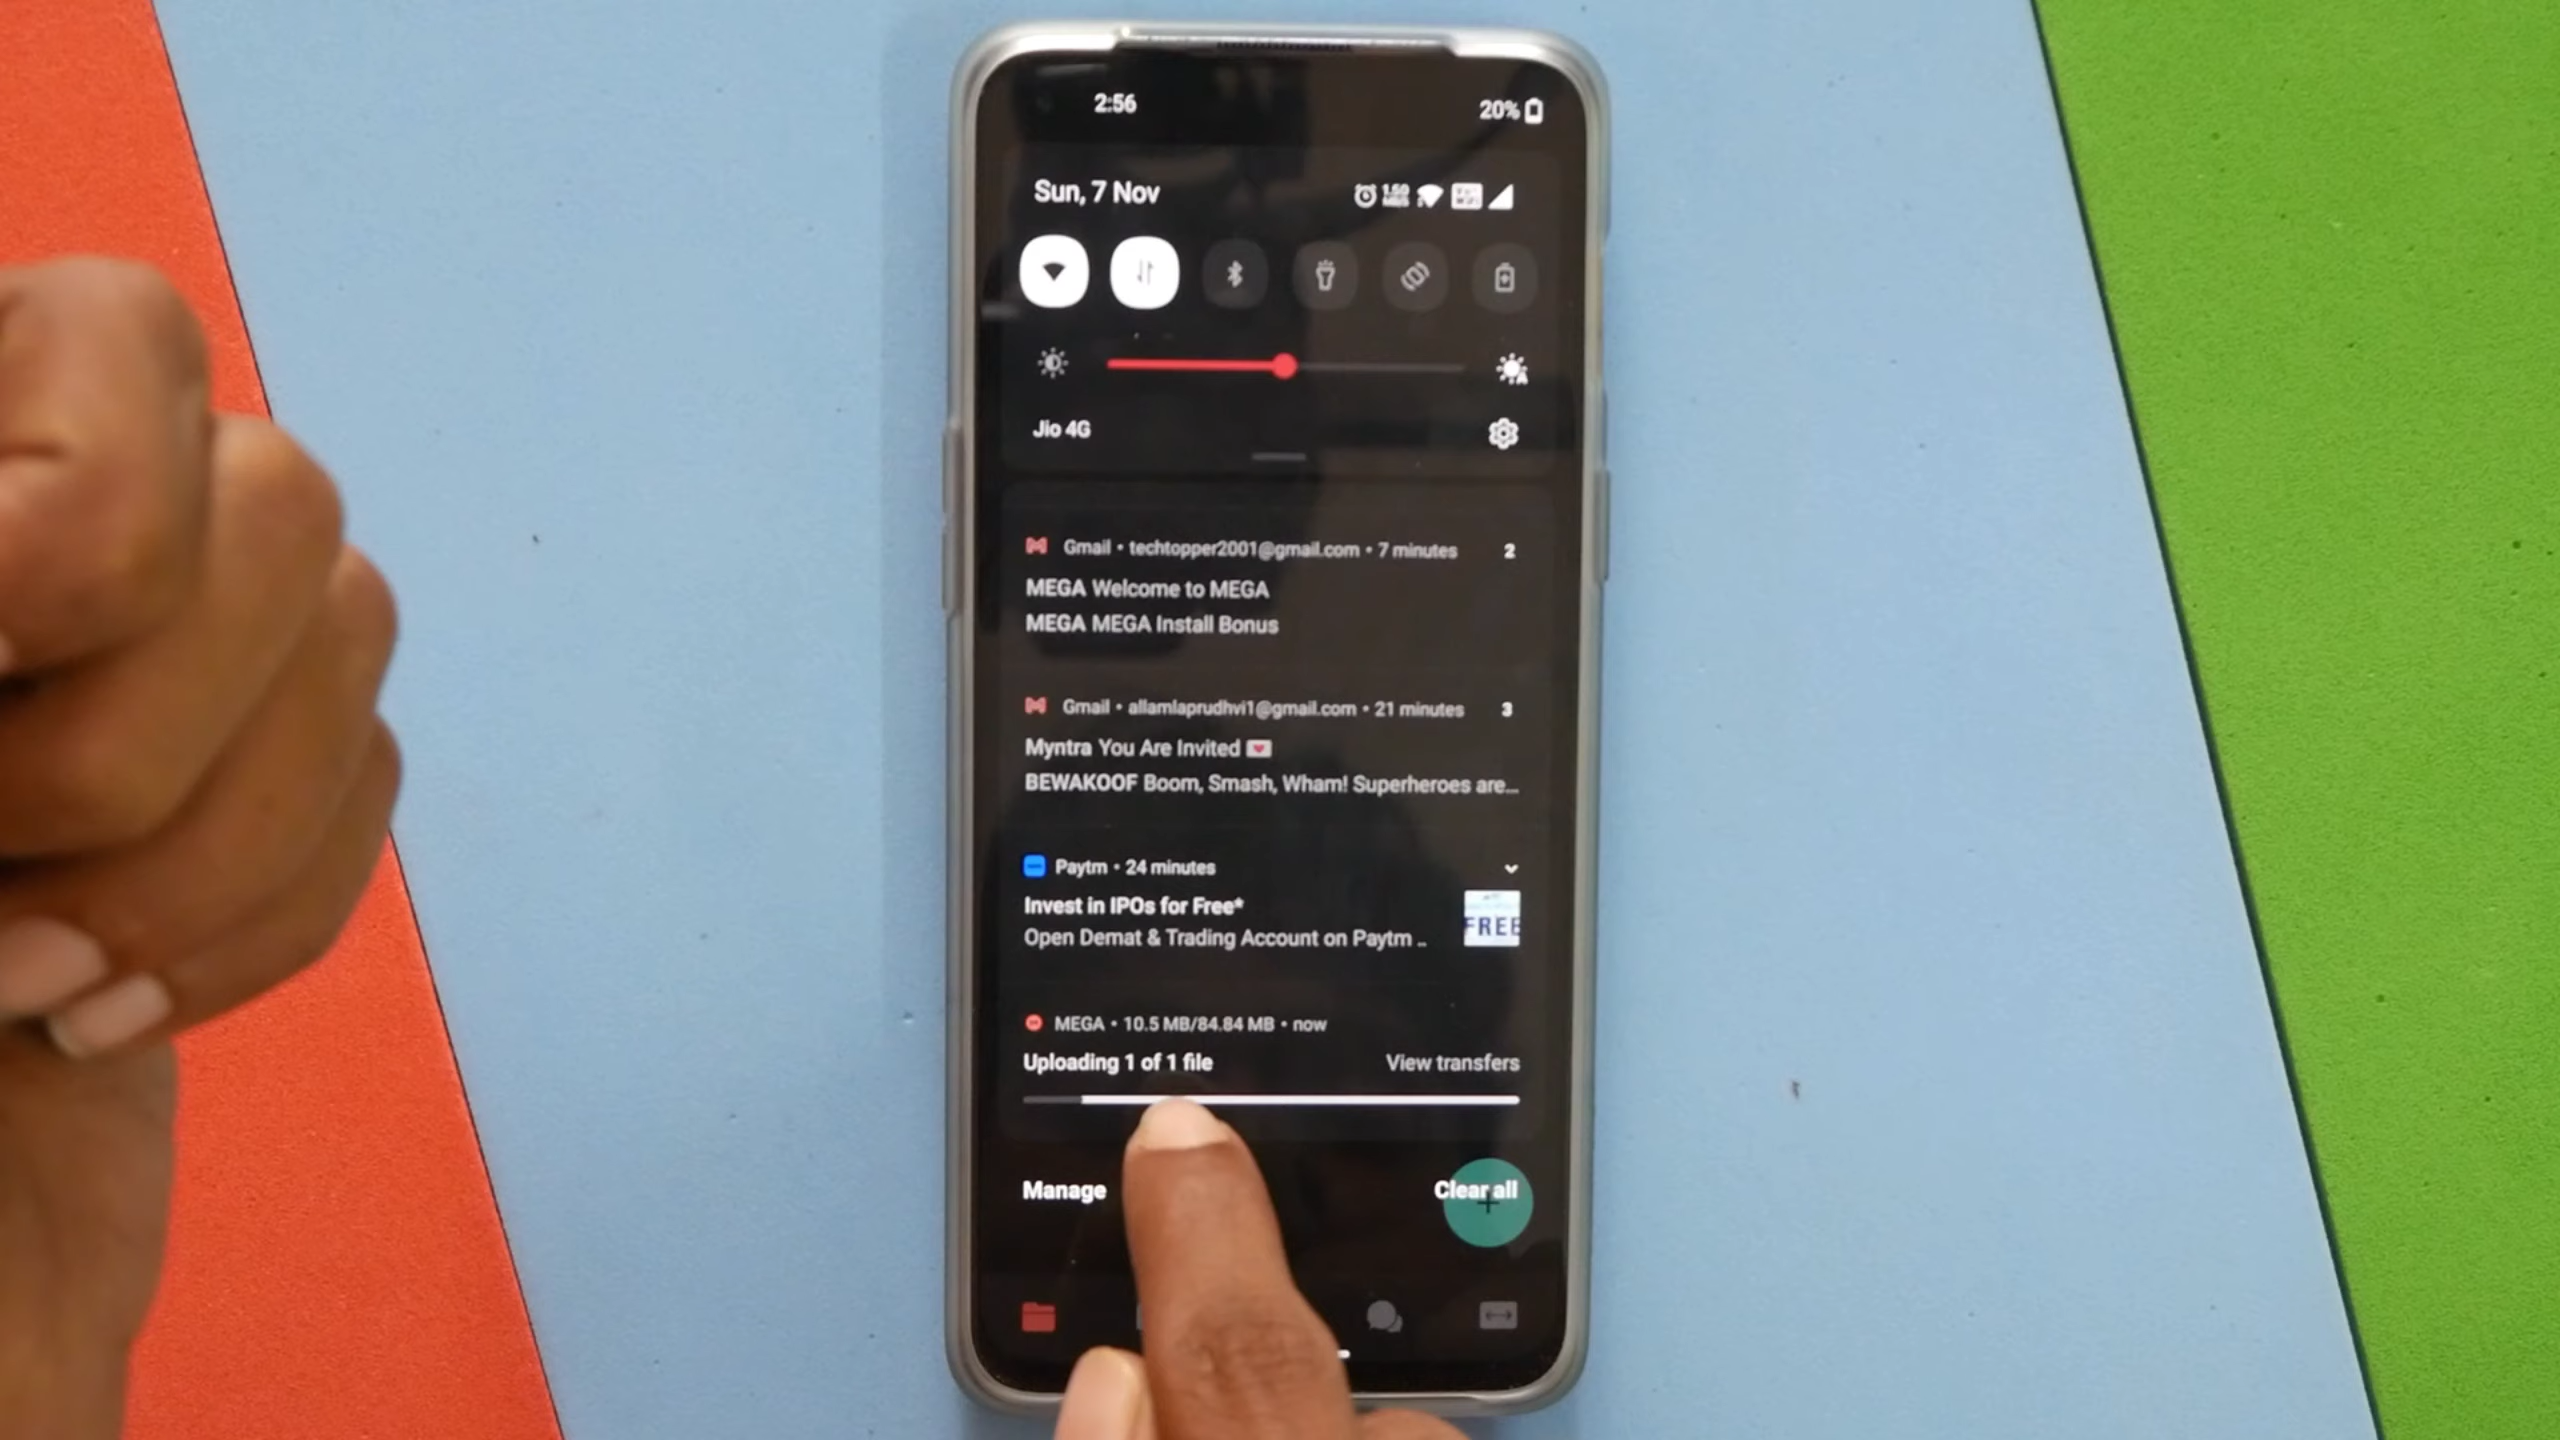 2:56
20%
Sun, 7 Nov
1.50
Jio 4G
Gmail • techtopper2001@gmail.com • 7 minutes 2
MEGA Welcome to MEGA
MEGA MEGA Install Bonus
Gmail • allamlaprudhvi1@gmail.com • 21 minutes 3
Myntra You Are Invited 💌
BEWAKOOF Boom, Smash, Wham! Superheroes are...
Paytm • 24 minutes
Invest in IPOs for Free*
Open Demat & Trading Account on Paytm ..
FREE
MEGA • 10.5 MB/84.84 MB • now
Uploading 1 of 1 file View transfers
Manage Clear all